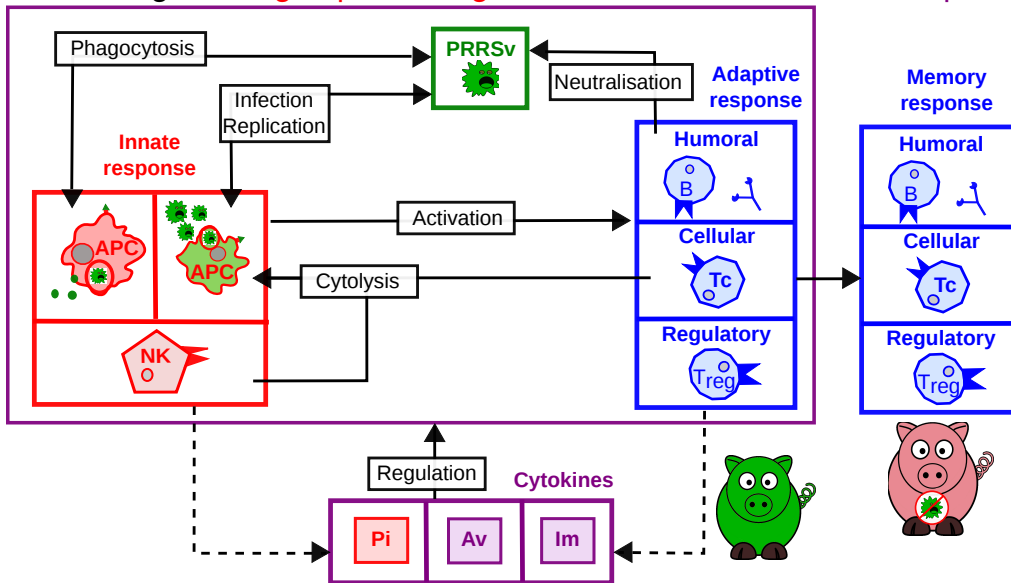 Phagocytosis
PRRSv
Neutralisation
Adaptive
response
Memory
response
Infection
Replication
Innate
response
Humoral
B
Humoral
B
APC
APC
Activation
Cellular
Tc
Cellular
Tc
Cytolysis
NK
Regulatory
Treg
Regulatory
Treg
Regulation
Cytokines
Pi
Av
Im